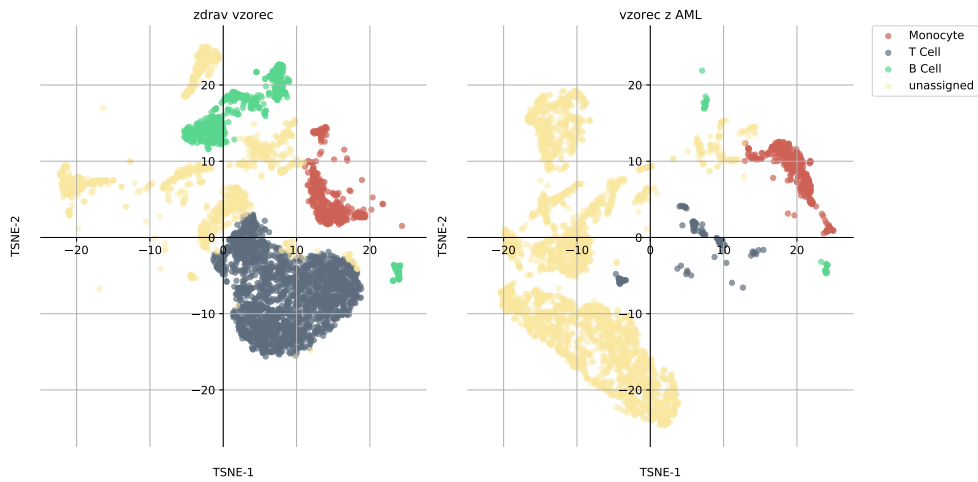 zdrav vzorec
vzorec z AML
Monocyte
T Cell
B Cell
unassigned
20
10
0
−10
−20
−20
−10
0
10
20
TSNE-2
TSNE-1
20
10
0
−10
−20
−20
−10
0
10
20
TSNE-2
TSNE-1